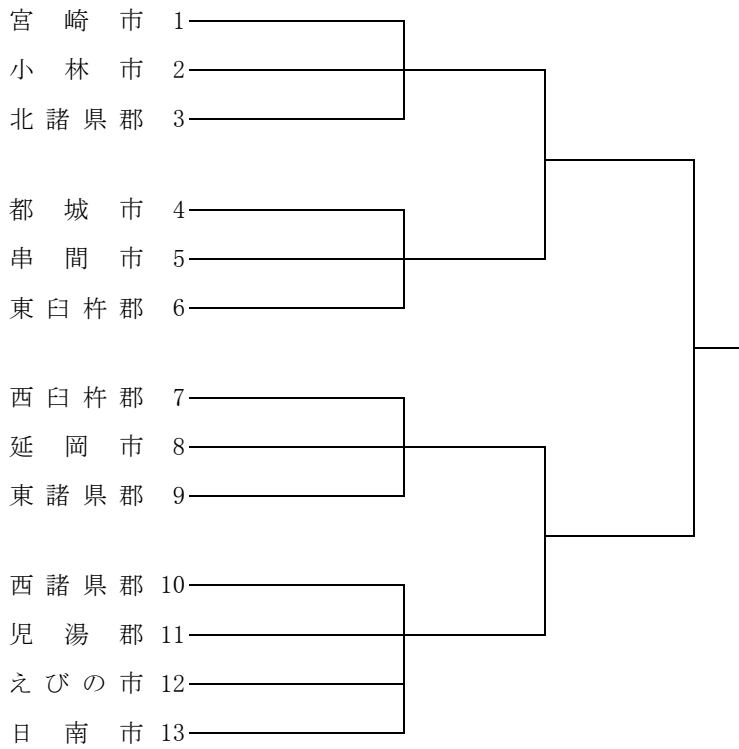 宮崎市 1
小林市 2
北諸県郡 3
都城市 4
串間市 5
東臼杵郡 6
西臼杵郡 7
延岡市 8
東諸県郡 9
西諸県郡 10
児湯郡 11
えびの市 12
日南市 13